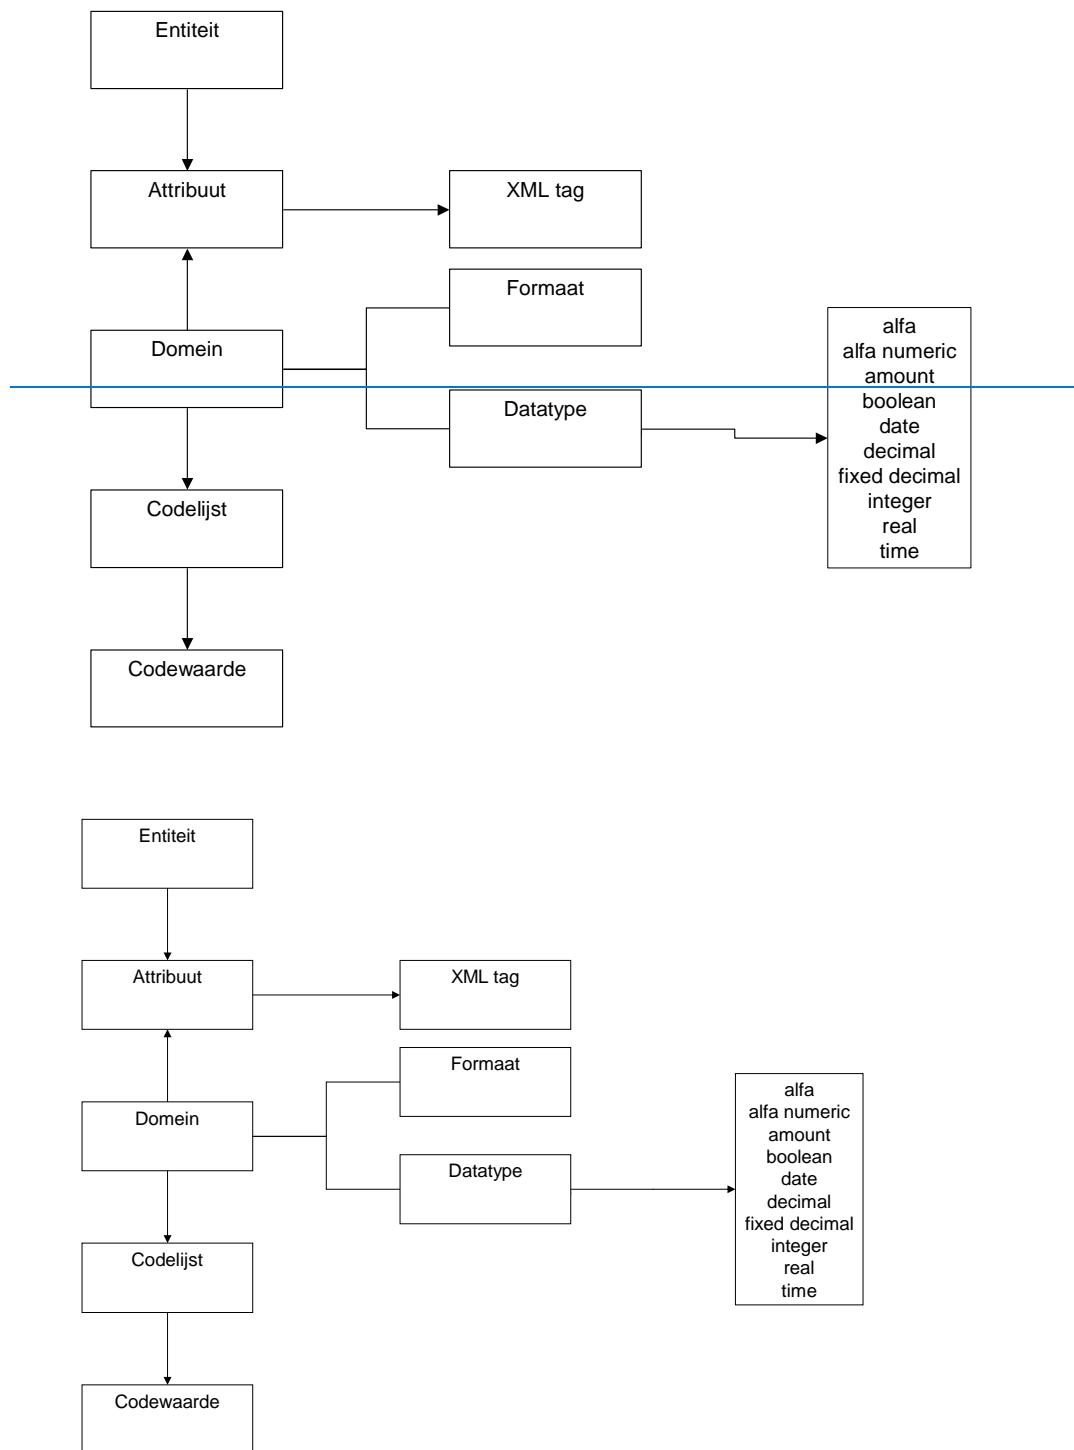 Entiteit
Attribuut
XML tag
Formaat
Domein
Datatype
alfa
alfa numeric
amount
boolean
date
decimal
fixed decimal
integer
real
time
Codelijst
Codewaarde
Entiteit
Attribuut
XML tag
Formaat
Domein
Datatype
alfa
alfa numeric
amount
boolean
date
decimal
fixed decimal
integer
real
time
Codelijst
Codewaarde